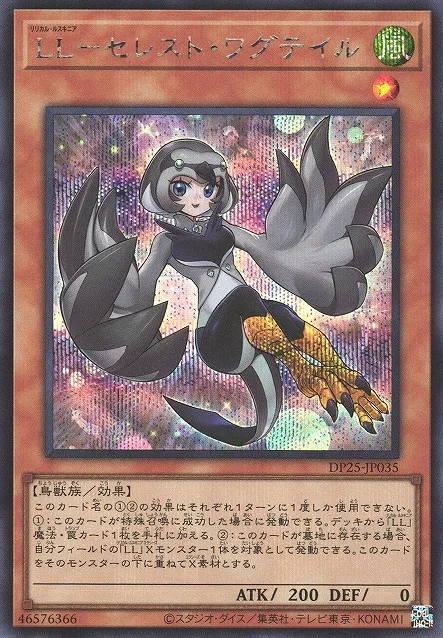 リリカル・ルスキニア
LL－セレスト・ワグテイル
風
DP25-JP035
【鳥獣族／効果】
このカード名の①②の効果はそれぞれ１ターンに１度しか使用できない。
①：このカードが特殊召喚に成功した場合に発動できる。デッキから「LL」
魔法・罠カード１枚を手札に加える。②：このカードが墓地に存在する場合、
自分フィールドの「LL」Ｘモンスター１体を対象として発動できる。このカード
をそのモンスターの下に重ねてＸ素材とする。
ATK/ 200 DEF/ 0
46576366
©スタジオ・ダイス／集英社・テレビ東京・KONAMI